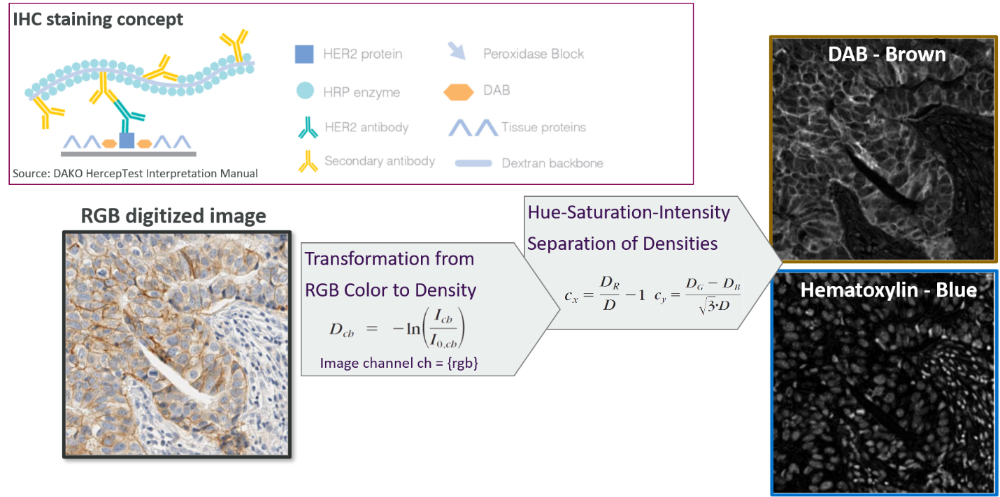 IHC staining concept
HER2 protein
Peroxidase Block
HRP enzyme
DAB
HER2 antibody
Tissue proteins
Secondary antibody
Dextran backbone
Source: DAKO HercepTest Interpretation Manual
RGB digitized image
Transformation from
RGB Color to Density
D_cb = −ln(I_cb / I_0,cb)
Image channel ch = {rgb}
Hue-Saturation-Intensity
Separation of Densities
c_x = D_R / D − 1 c_y = D_G − D_B / √3·D
DAB - Brown
Hematoxylin - Blue